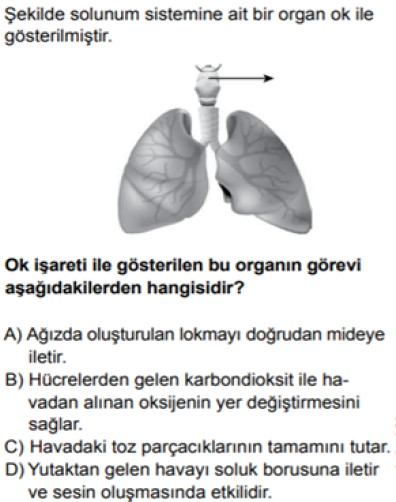 Şekilde solunum sistemine ait bir organ ok ile
gösterilmiştir.
Ok işareti ile gösterilen bu organın görevi
aşağıdakilerden hangisidir?
A) Ağızda oluşturulan lokmayı doğrudan mideye
iletir.
B) Hücrelerden gelen karbondioksit ile ha-
vadan alınan oksijenin yer değiştirmesini
sağlar.
C) Havadaki toz parçacıklarının tamamını tutar.
D) Yutaktan gelen havayı soluk borusuna iletir
ve sesin oluşmasında etkilidir.